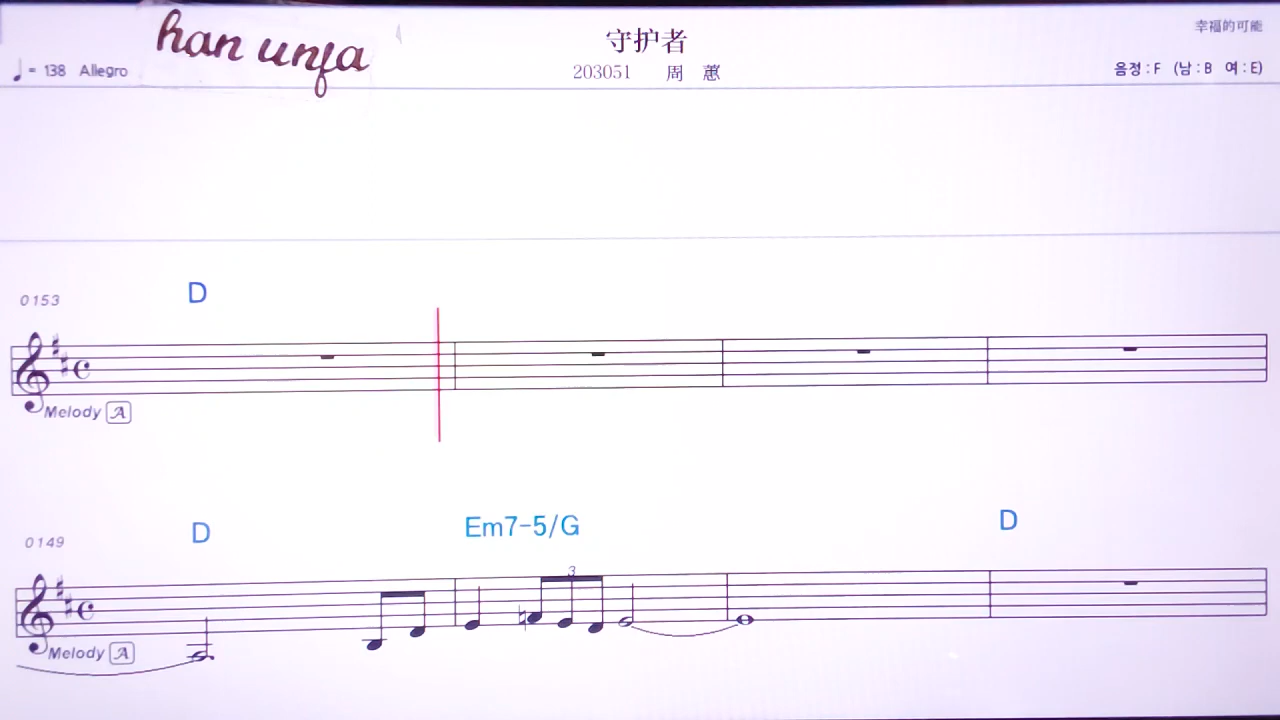 han unfa
守护者
幸福的可能
♩= 138 Allegro
203051 周 蕙
음정 : F (남 : B 여 : E)
0153
D
Melody A
0149
D
Em7-5/G
D
3
Melody A